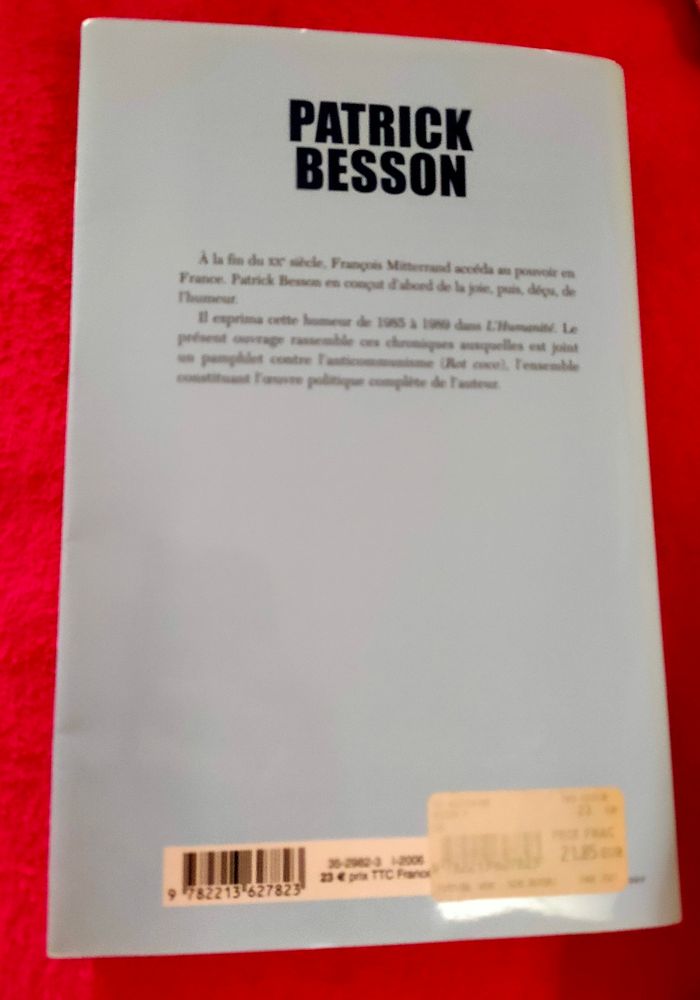 PATRICK
BESSON
À la fin du XXe siècle, François Mitterrand accéda au pouvoir en
France. Patrick Besson en conçut d'abord de la joie, puis, déçu, de
l'humeur.
Il exprima cette humeur de 1985 à 1989 dans L'Humanité. Le
présent ouvrage rassemble ces chroniques auxquelles est joint
un pamphlet contre l'anticommunisme (Rot coco), l'ensemble
constituant l'œuvre politique complète de l'auteur.
35-2982-3 I-2006
23 € prix TTC France
9 782213 627823
PRIX FNAC
21,85 EUR